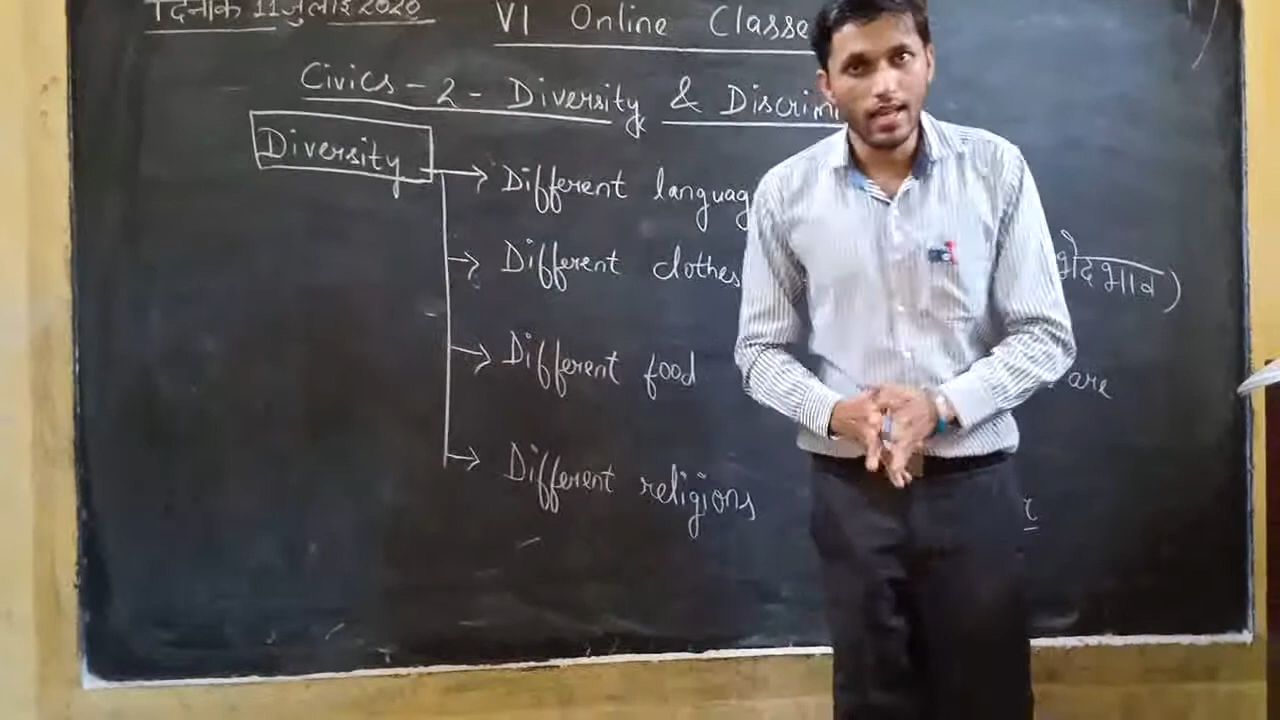 दिनांक 11 जुलाई 2020
VI Online Classe
Civics - 2 - Diversity & Discrim
Diversity
Different languag
Different clothes
भेदभाव)
Different food
are
Different religions